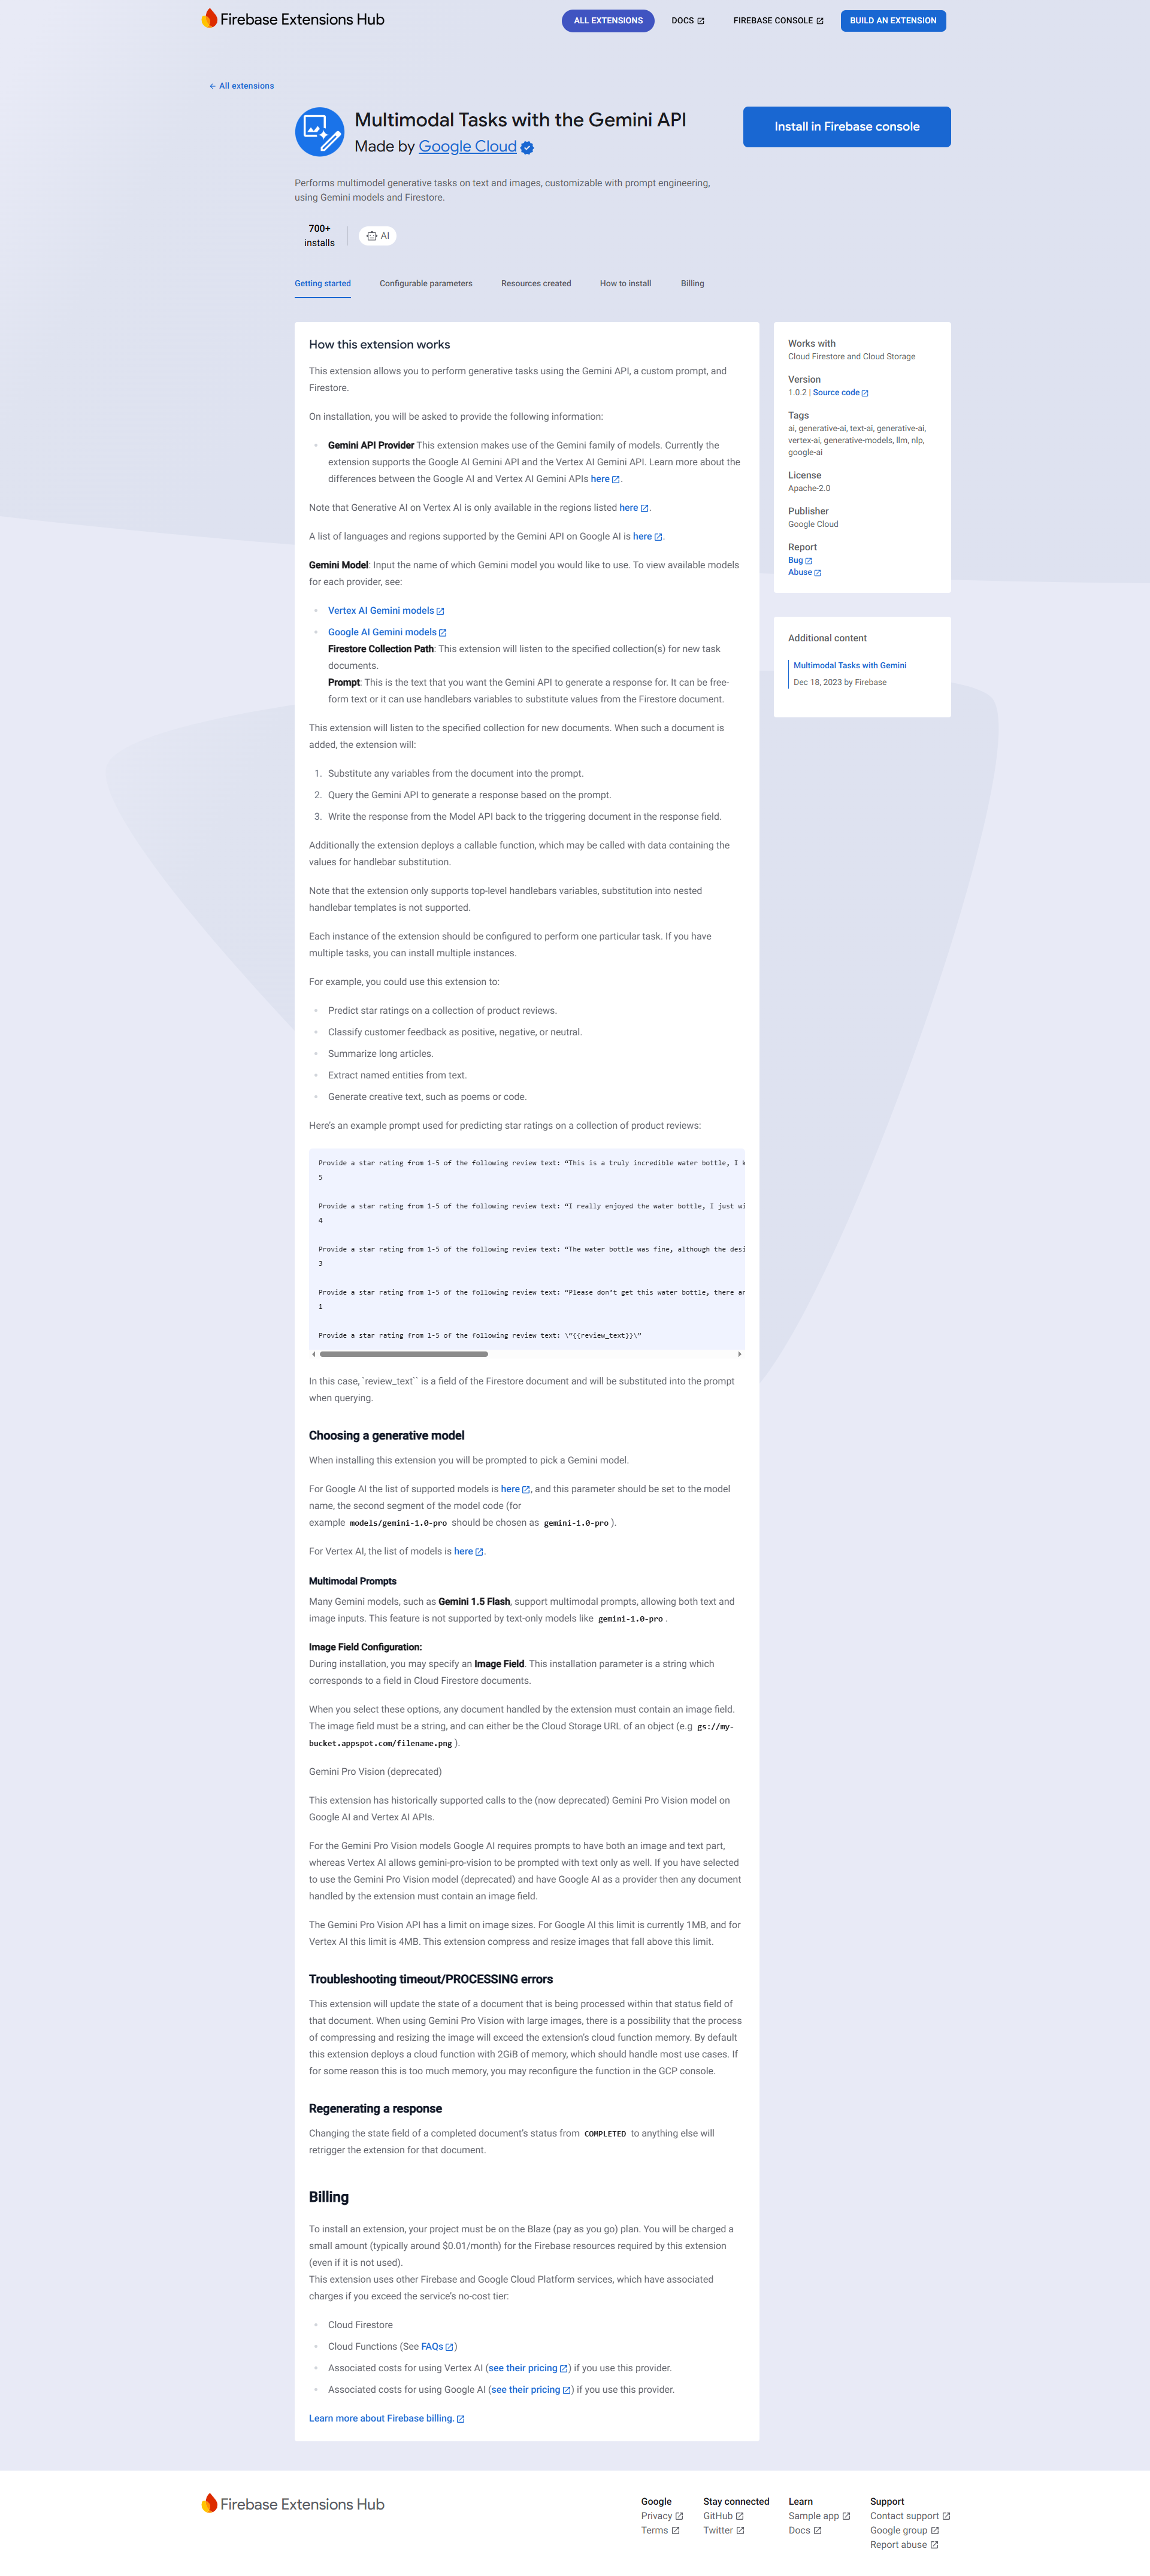 Firebase Extensions Hub
ALL EXTENSIONS
DOCS
FIREBASE CONSOLE
BUILD AN EXTENSION
← All extensions
Multimodal Tasks with the Gemini API
Made by Google Cloud
Install in Firebase console
Performs multimodel generative tasks on text and images, customizable with prompt engineering,
using Gemini models and Firestore.
700+
installs
AI
Getting started
Configurable parameters
Resources created
How to install
Billing
How this extension works
This extension allows you to perform generative tasks using the Gemini API, a custom prompt, and
Firestore.
On installation, you will be asked to provide the following information:
Gemini API Provider This extension makes use of the Gemini family of models. Currently the
extension supports the Google AI Gemini API and the Vertex AI Gemini API. Learn more about the
differences between the Google AI and Vertex AI Gemini APIs here.
Note that Generative AI on Vertex AI is only available in the regions listed here.
A list of languages and regions supported by the Gemini API on Google AI is here.
Gemini Model: Input the name of which Gemini model you would like to use. To view available models
for each provider, see:
Vertex AI Gemini models
Google AI Gemini models
Firestore Collection Path: This extension will listen to the specified collection(s) for new task
documents.
Prompt: This is the text that you want the Gemini API to generate a response for. It can be free-
form text or it can use handlebars variables to substitute values from the Firestore document.
This extension will listen to the specified collection for new documents. When such a document is
added, the extension will:
1. Substitute any variables from the document into the prompt.
2. Query the Gemini API to generate a response based on the prompt.
3. Write the response from the Model API back to the triggering document in the response field.
Additionally the extension deploys a callable function, which may be called with data containing the
values for handlebar substitution.
Note that the extension only supports top-level handlebars variables, substitution into nested
handlebar templates is not supported.
Each instance of the extension should be configured to perform one particular task. If you have
multiple tasks, you can install multiple instances.
For example, you could use this extension to:
Predict star ratings on a collection of product reviews.
Classify customer feedback as positive, negative, or neutral.
Summarize long articles.
Extract named entities from text.
Generate creative text, such as poems or code.
Here's an example prompt used for predicting star ratings on a collection of product reviews:
Provide a star rating from 1-5 of the following review text: “This is a truly incredible water bottle, I
5
Provide a star rating from 1-5 of the following review text: “I really enjoyed the water bottle, I just wi
4
Provide a star rating from 1-5 of the following review text: “The water bottle was fine, although the desi
3
Provide a star rating from 1-5 of the following review text: “Please don’t get this water bottle, there ar
1
Provide a star rating from 1-5 of the following review text: \“{{review_text}}\”
In this case, `review_text`` is a field of the Firestore document and will be substituted into the prompt
when querying.
Choosing a generative model
When installing this extension you will be prompted to pick a Gemini model.
For Google AI the list of supported models is here, and this parameter should be set to the model
name, the second segment of the model code (for
example models/gemini-1.0-pro should be chosen as gemini-1.0-pro ).
For Vertex AI, the list of models is here.
Multimodal Prompts
Many Gemini models, such as Gemini 1.5 Flash, support multimodal prompts, allowing both text and
image inputs. This feature is not supported by text-only models like gemini-1.0-pro .
Image Field Configuration:
During installation, you may specify an Image Field. This installation parameter is a string which
corresponds to a field in Cloud Firestore documents.
When you select these options, any document handled by the extension must contain an image field.
The image field must be a string, and can either be the Cloud Storage URL of an object (e.g gs://my-
bucket.appspot.com/filename.png ).
Gemini Pro Vision (deprecated)
This extension has historically supported calls to the (now deprecated) Gemini Pro Vision model on
Google AI and Vertex AI APIs.
For the Gemini Pro Vision models Google AI requires prompts to have both an image and text part,
whereas Vertex AI allows gemini-pro-vision to be prompted with text only as well. If you have selected
to use the Gemini Pro Vision model (deprecated) and have Google AI as a provider then any document
handled by the extension must contain an image field.
The Gemini Pro Vision API has a limit on image sizes. For Google AI this limit is currently 1MB, and for
Vertex AI this limit is 4MB. This extension compress and resize images that fall above this limit.
Troubleshooting timeout/PROCESSING errors
This extension will update the state of a document that is being processed within that status field of
that document. When using Gemini Pro Vision with large images, there is a possibility that the process
of compressing and resizing the image will exceed the extension's cloud function memory. By default
this extension deploys a cloud function with 2GiB of memory, which should handle most use cases. If
for some reason this is too much memory, you may reconfigure the function in the GCP console.
Regenerating a response
Changing the state field of a completed document's status from COMPLETED to anything else will
retrigger the extension for that document.
Billing
To install an extension, your project must be on the Blaze (pay as you go) plan. You will be charged a
small amount (typically around $0.01/month) for the Firebase resources required by this extension
(even if it is not used).
This extension uses other Firebase and Google Cloud Platform services, which have associated
charges if you exceed the service's no-cost tier:
Cloud Firestore
Cloud Functions (See FAQs)
Associated costs for using Vertex AI (see their pricing) if you use this provider.
Associated costs for using Google AI (see their pricing) if you use this provider.
Learn more about Firebase billing.
Works with
Cloud Firestore and Cloud Storage
Version
1.0.2 | Source code
Tags
ai, generative-ai, text-ai, generative-ai,
vertex-ai, generative-models, llm, nlp,
google-ai
License
Apache-2.0
Publisher
Google Cloud
Report
Bug
Abuse
Additional content
Multimodal Tasks with Gemini
Dec 18, 2023 by Firebase
Firebase Extensions Hub
Google
Privacy
Terms
Stay connected
GitHub
Twitter
Learn
Sample app
Docs
Support
Contact support
Google group
Report abuse